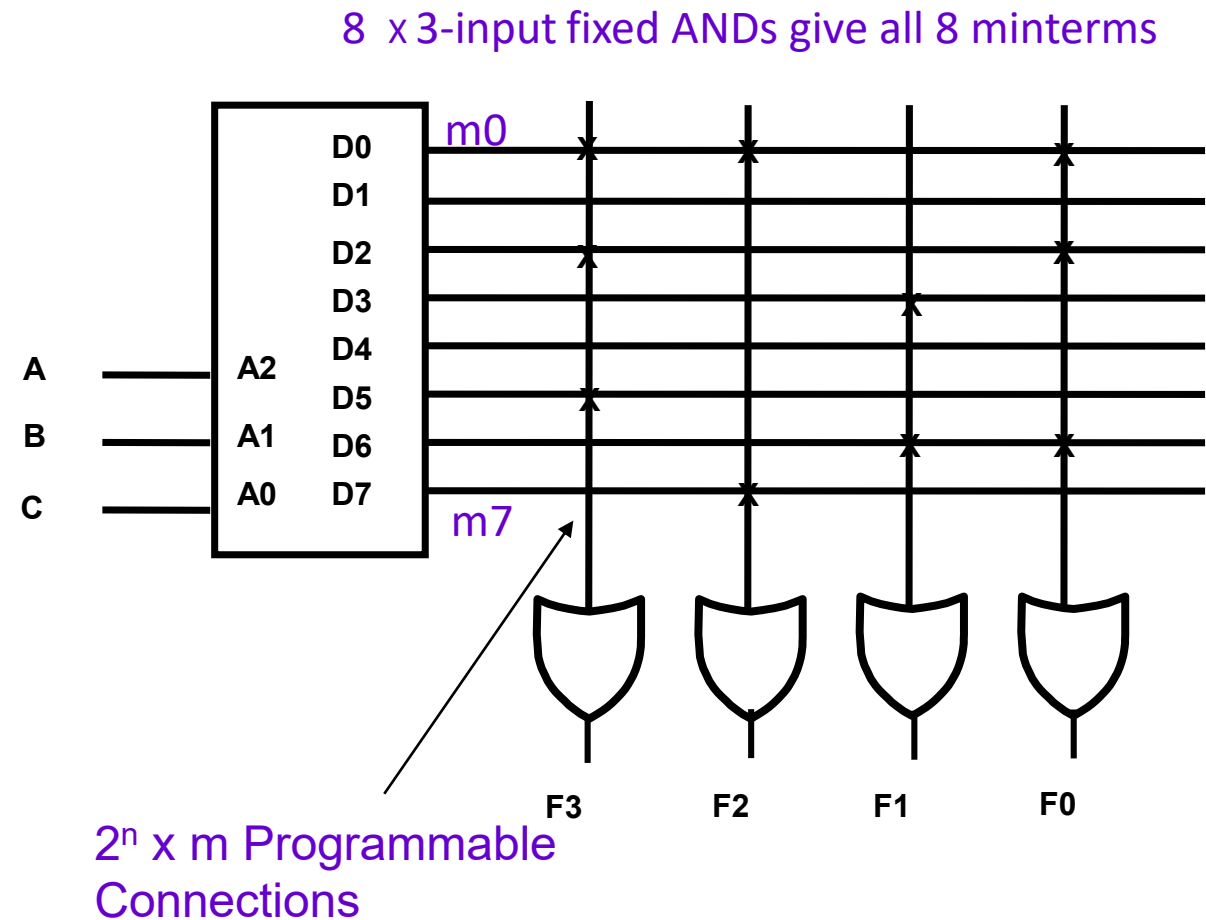 8 x 3-input fixed ANDs give all 8 minterms
m0
D0
D1
D2
D3
D4
A A2
D5
B A1
D6
C A0 D7
m7
x x x
x x
x
x
x x
x
F3 F2 F1 F0
2ⁿ x m Programmable
Connections